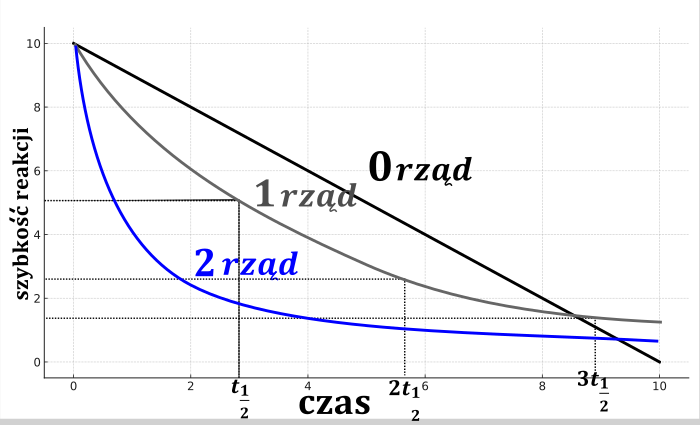 szybkość reakcji
10
8
6
4
2
0
0 rząd
1 rząd
2 rząd
0
2
4
6
8
10
t1/2
2t1/2
3t1/2
czas